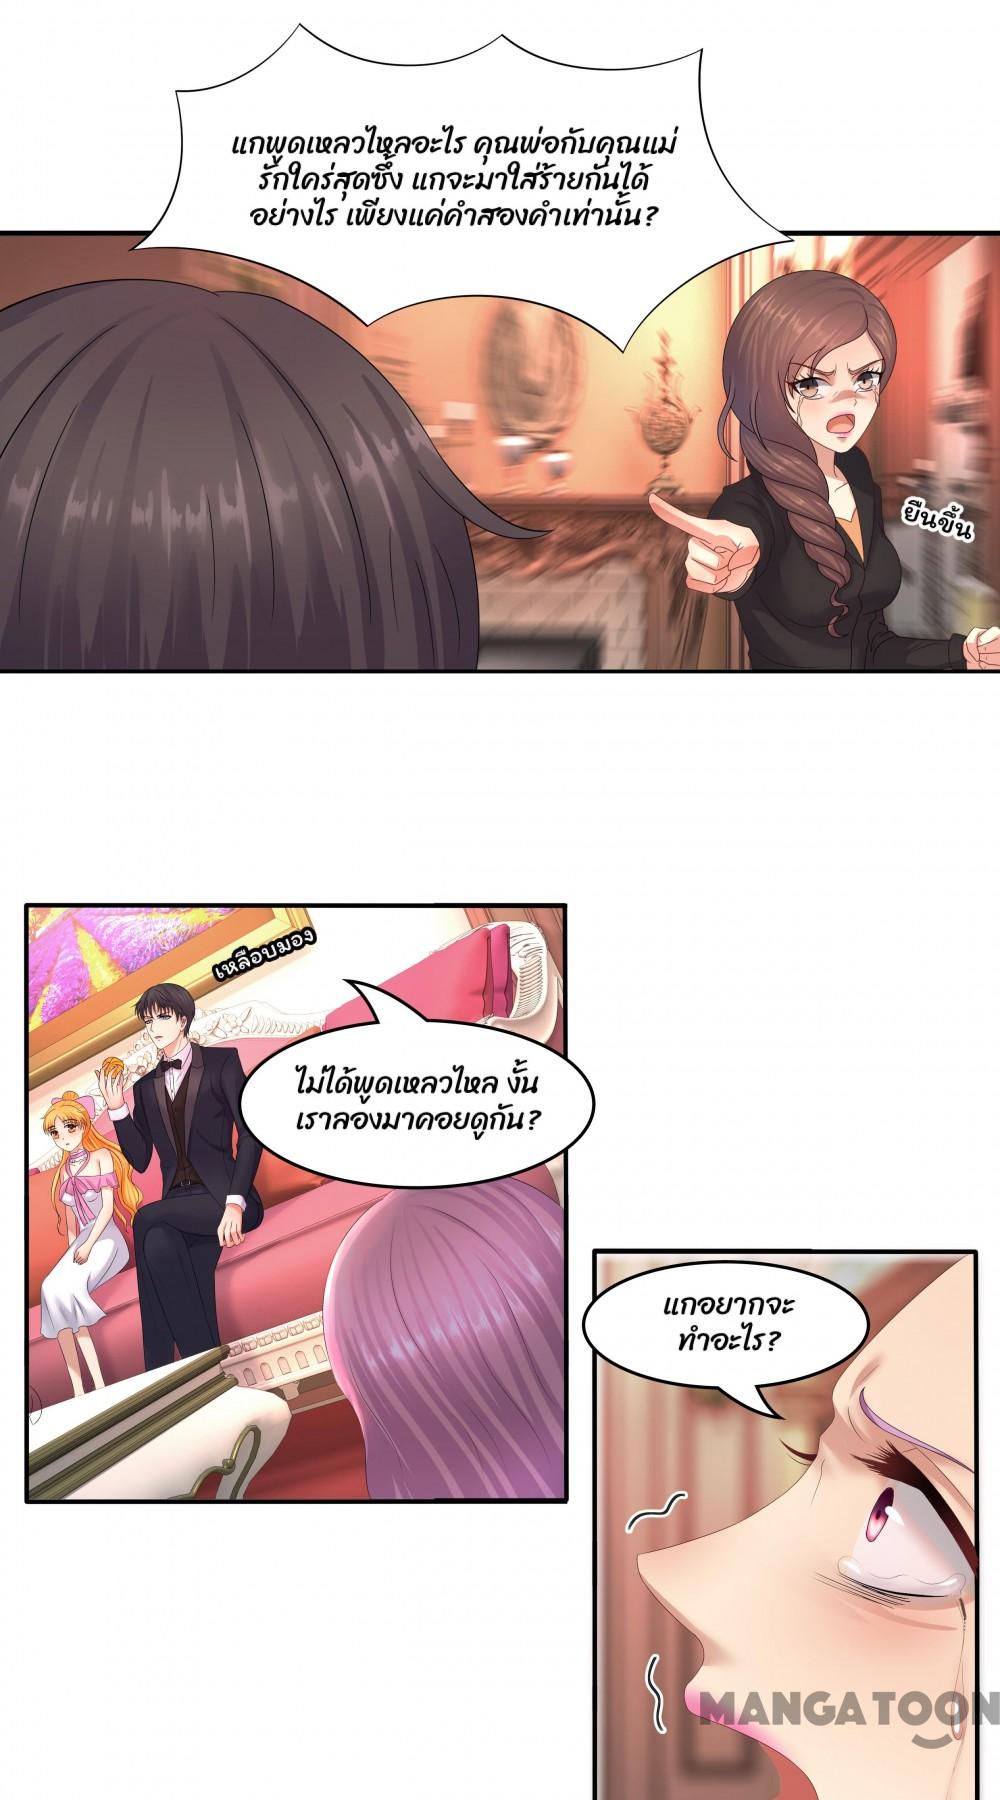 แกพูดเหลวไหลอะไร คุณพ่อกับคุณแม่
รักใคร่สุดซึ้ง แกจะมาใส่ร้ายกันได้
อย่างไร เพียงแค่คำสองคำเท่านั้น?
ยืนขึ้น
เหลือบมอง
ไม่ได้พูดเหลวไหล งั้น
เราลองมาคอยดูกัน?
แกอยากจะ
ทำอะไร?
MANGATOON